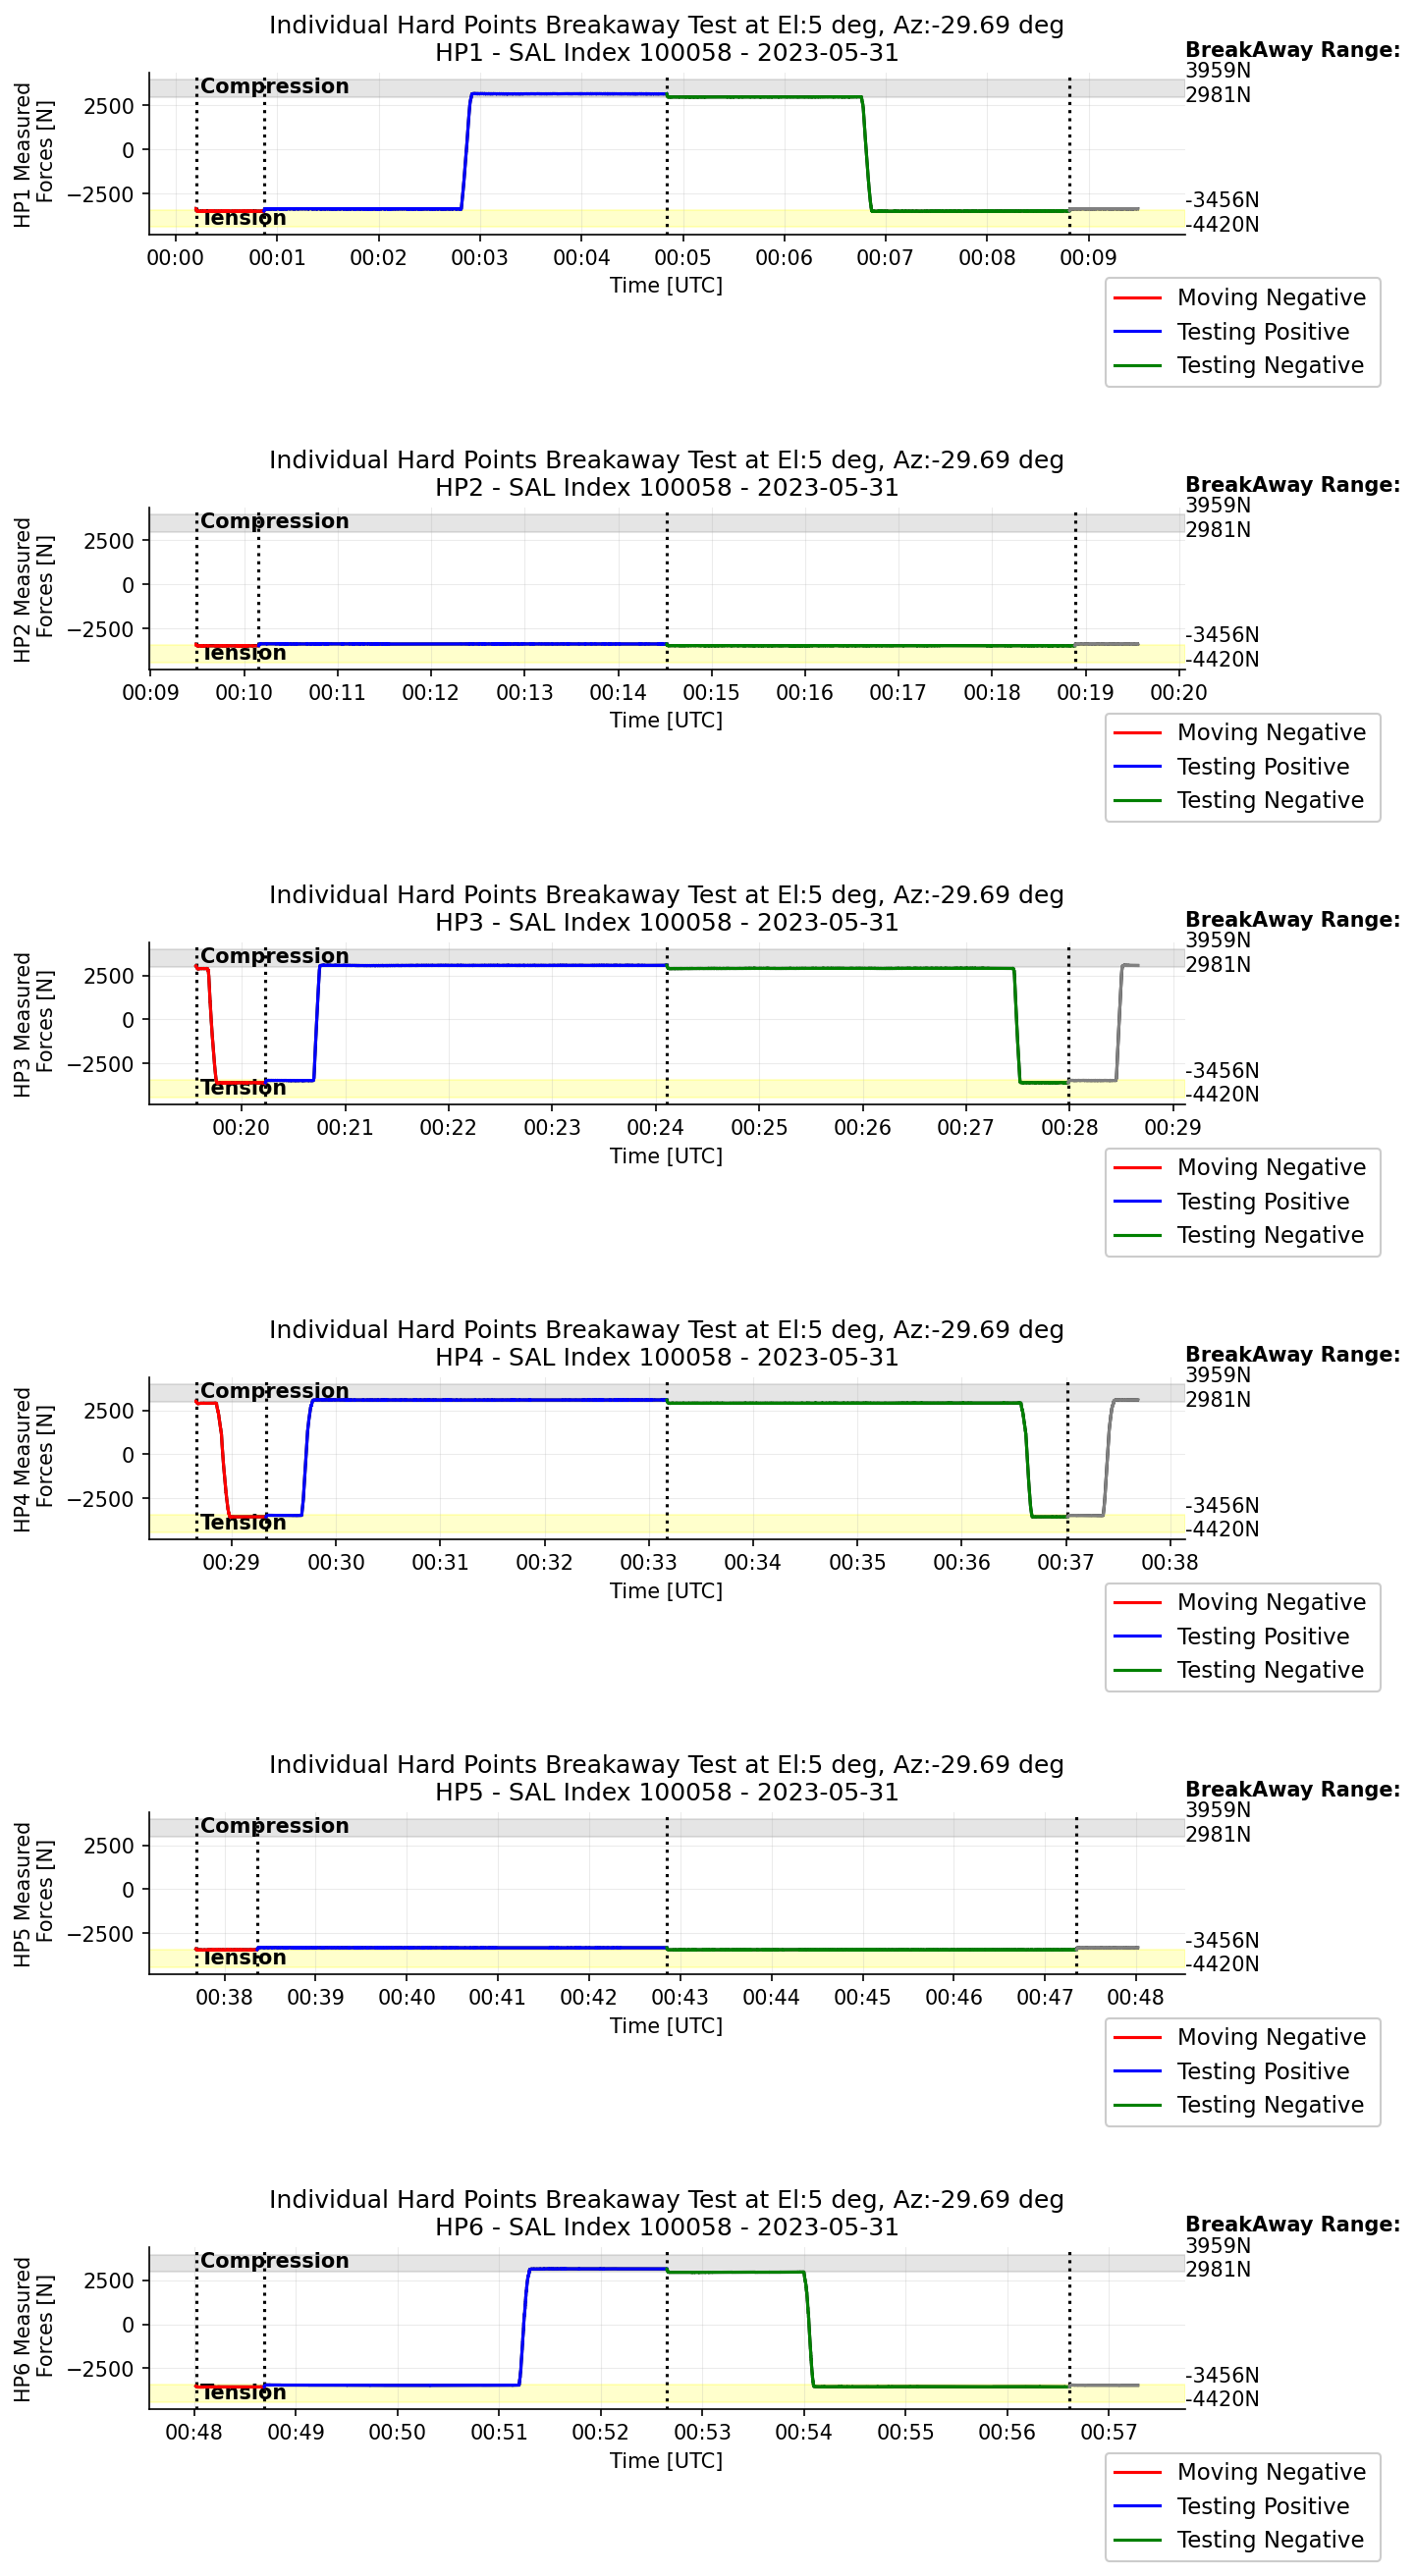 Individual Hard Points Breakaway Test at El:5 deg, Az:-29.69 deg
HP1 - SAL Index 100058 - 2023-05-31
BreakAway Range:
3959N
2981N
Compression
HP1 Measured
Forces [N]
2500
0
−2500
Tension
-3456N
-4420N
00:00 00:01 00:02 00:03 00:04 00:05 00:06 00:07 00:08 00:09
Time [UTC]
Moving Negative
Testing Positive
Testing Negative
Individual Hard Points Breakaway Test at El:5 deg, Az:-29.69 deg
HP2 - SAL Index 100058 - 2023-05-31
BreakAway Range:
3959N
2981N
Compression
HP2 Measured
Forces [N]
2500
0
−2500
Tension
-3456N
-4420N
00:09 00:10 00:11 00:12 00:13 00:14 00:15 00:16 00:17 00:18 00:19 00:20
Time [UTC]
Moving Negative
Testing Positive
Testing Negative
Individual Hard Points Breakaway Test at El:5 deg, Az:-29.69 deg
HP3 - SAL Index 100058 - 2023-05-31
BreakAway Range:
3959N
2981N
Compression
HP3 Measured
Forces [N]
2500
0
−2500
Tension
-3456N
-4420N
00:20 00:21 00:22 00:23 00:24 00:25 00:26 00:27 00:28 00:29
Time [UTC]
Moving Negative
Testing Positive
Testing Negative
Individual Hard Points Breakaway Test at El:5 deg, Az:-29.69 deg
HP4 - SAL Index 100058 - 2023-05-31
BreakAway Range:
3959N
2981N
Compression
HP4 Measured
Forces [N]
2500
0
−2500
Tension
-3456N
-4420N
00:29 00:30 00:31 00:32 00:33 00:34 00:35 00:36 00:37 00:38
Time [UTC]
Moving Negative
Testing Positive
Testing Negative
Individual Hard Points Breakaway Test at El:5 deg, Az:-29.69 deg
HP5 - SAL Index 100058 - 2023-05-31
BreakAway Range:
3959N
2981N
Compression
HP5 Measured
Forces [N]
2500
0
−2500
Tension
-3456N
-4420N
00:38 00:39 00:40 00:41 00:42 00:43 00:44 00:45 00:46 00:47 00:48
Time [UTC]
Moving Negative
Testing Positive
Testing Negative
Individual Hard Points Breakaway Test at El:5 deg, Az:-29.69 deg
HP6 - SAL Index 100058 - 2023-05-31
BreakAway Range:
3959N
2981N
Compression
HP6 Measured
Forces [N]
2500
0
−2500
Tension
-3456N
-4420N
00:48 00:49 00:50 00:51 00:52 00:53 00:54 00:55 00:56 00:57
Time [UTC]
Moving Negative
Testing Positive
Testing Negative